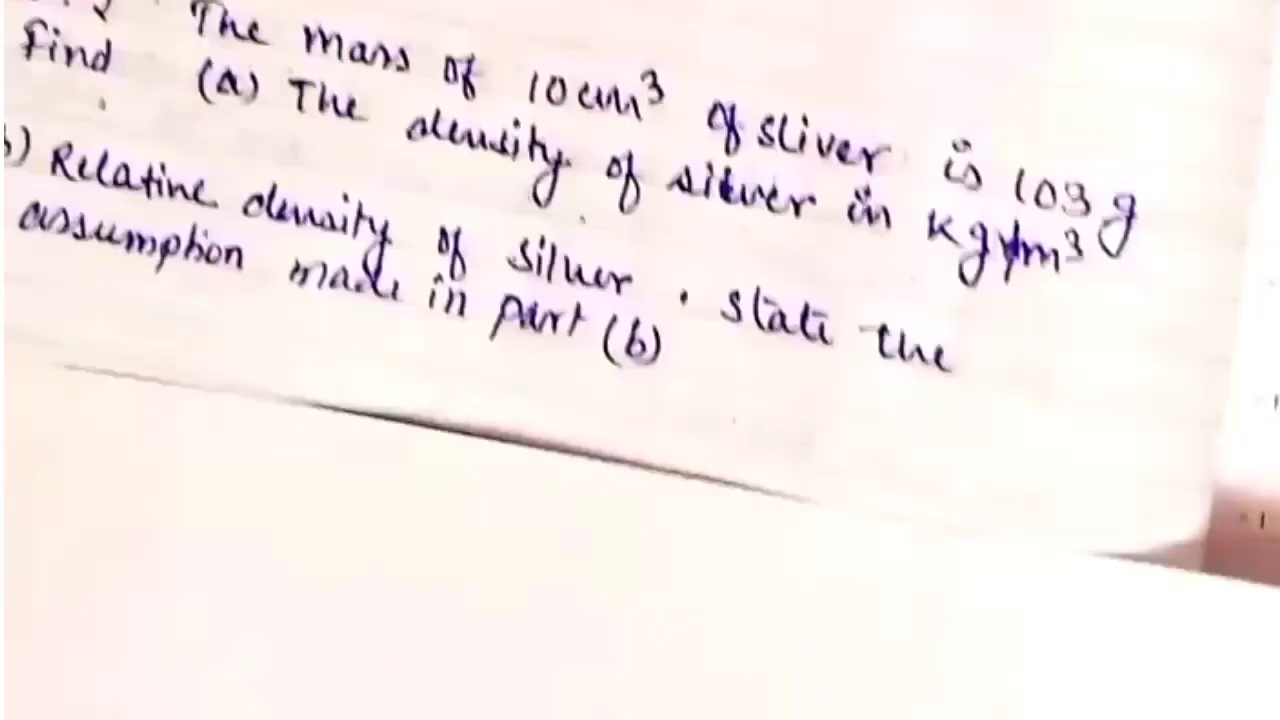 The mass of 10cm³ of sliver is 103 g
Find (a) The density of silver in kg/m³
b) Relative density of silver . state the
assumption made in part (b)